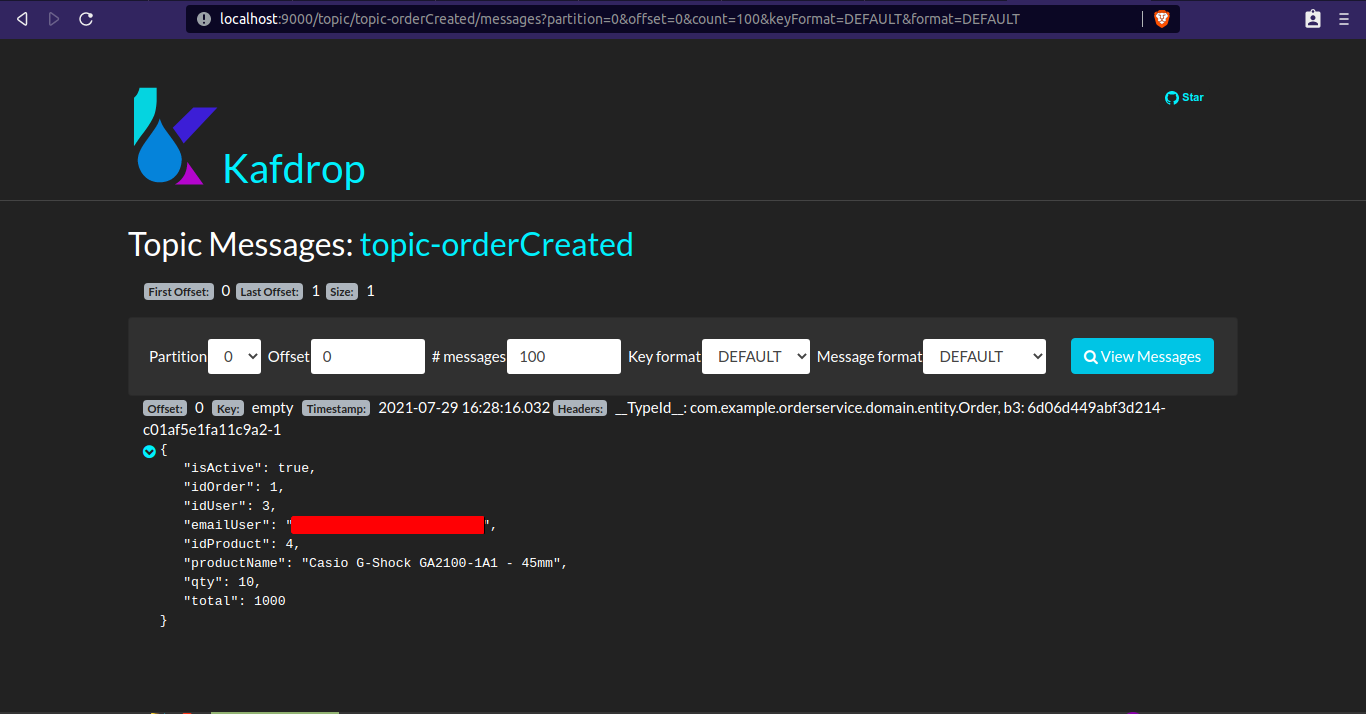 localhost:9000/topic/topic-orderCreated/messages?partition=0&offset=0&count=100&keyFormat=DEFAULT&format=DEFAULT
Star
Kafdrop
Topic Messages: topic-orderCreated
First Offset: 0 Last Offset: 1 Size: 1
Partition 0 Offset 0 # messages 100 Key format DEFAULT Message format DEFAULT View Messages
Offset: 0 Key: empty Timestamp: 2021-07-29 16:28:16.032 Headers: __TypeId__: com.example.orderservice.domain.entity.Order, b3: 6d06d449abf3d214-
c01af5e1fa11c9a2-1
{
"isActive": true,
"idOrder": 1,
"idUser": 3,
"emailUser": "",
"idProduct": 4,
"productName": "Casio G-Shock GA2100-1A1 - 45mm",
"qty": 10,
"total": 1000
}